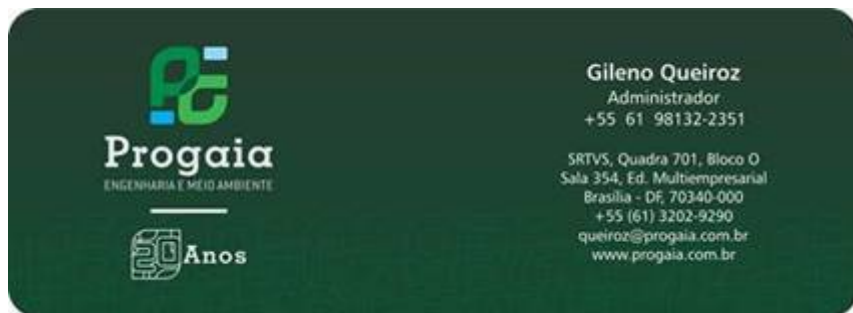 Progaia
ENGENHARIA E MEIO AMBIENTE
20 Anos
Gileno Queiroz
Administrador
+55 61 98132-2351
SRTVS, Quadra 701, Bloco O
Sala 354, Ed. Multiempresarial
Brasília - DF, 70340-000
+55 (61) 3202-9290
queiroz@progaia.com.br
www.progaia.com.br